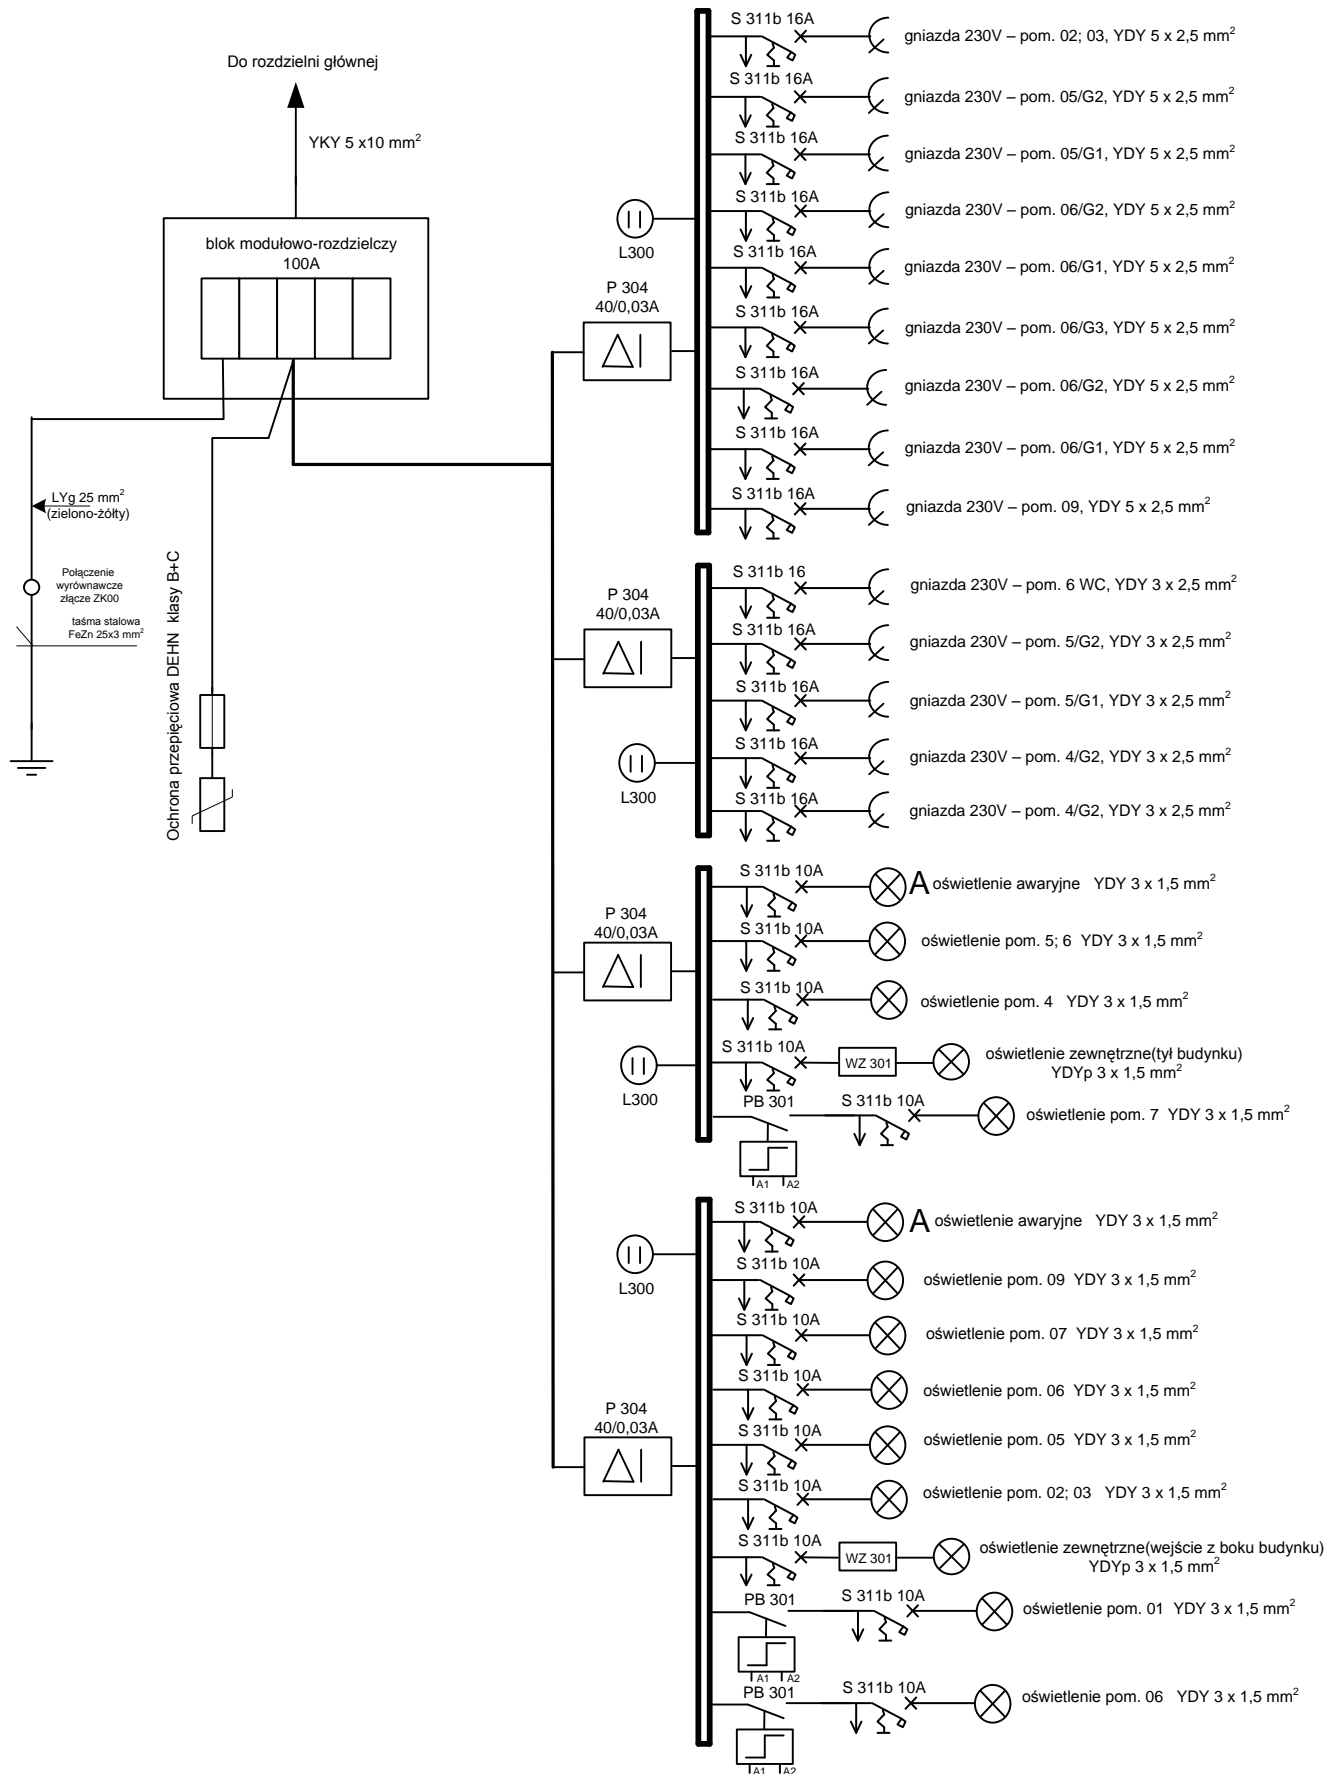 Do rozdzielni głównej
YKY 5 x10 mm²
blok modułowo-rozdzielczy
100A
LYg 25 mm²
(zielono-żółty)
Połączenie
wyrównawcze
złącze ZK00
taśma stalowa
FeZn 25x3 mm²
Ochrona przepięciowa DEHN klasy B+C
L300
P 304
40/0,03A
S 311b 16A
gniazda 230V – pom. 02; 03, YDY 5 x 2,5 mm²
S 311b 16A
gniazda 230V – pom. 05/G2, YDY 5 x 2,5 mm²
S 311b 16A
gniazda 230V – pom. 05/G1, YDY 5 x 2,5 mm²
S 311b 16A
gniazda 230V – pom. 06/G2, YDY 5 x 2,5 mm²
S 311b 16A
gniazda 230V – pom. 06/G1, YDY 5 x 2,5 mm²
S 311b 16A
gniazda 230V – pom. 06/G3, YDY 5 x 2,5 mm²
S 311b 16A
gniazda 230V – pom. 06/G2, YDY 5 x 2,5 mm²
S 311b 16A
gniazda 230V – pom. 06/G1, YDY 5 x 2,5 mm²
S 311b 16A
gniazda 230V – pom. 09, YDY 5 x 2,5 mm²
P 304
40/0,03A
L300
S 311b 16
gniazda 230V – pom. 6 WC, YDY 3 x 2,5 mm²
S 311b 16A
gniazda 230V – pom. 5/G2, YDY 3 x 2,5 mm²
S 311b 16A
gniazda 230V – pom. 5/G1, YDY 3 x 2,5 mm²
S 311b 16A
gniazda 230V – pom. 4/G2, YDY 3 x 2,5 mm²
S 311b 16A
gniazda 230V – pom. 4/G2, YDY 3 x 2,5 mm²
P 304
40/0,03A
L300
S 311b 10A
A oświetlenie awaryjne YDY 3 x 1,5 mm²
S 311b 10A
oświetlenie pom. 5; 6 YDY 3 x 1,5 mm²
S 311b 10A
oświetlenie pom. 4 YDY 3 x 1,5 mm²
S 311b 10A
WZ 301
oświetlenie zewnętrzne(tył budynku)
YDYp 3 x 1,5 mm²
PB 301
S 311b 10A
oświetlenie pom. 7 YDY 3 x 1,5 mm²
A1 A2
L300
P 304
40/0,03A
S 311b 10A
A oświetlenie awaryjne YDY 3 x 1,5 mm²
S 311b 10A
oświetlenie pom. 09 YDY 3 x 1,5 mm²
S 311b 10A
oświetlenie pom. 07 YDY 3 x 1,5 mm²
S 311b 10A
oświetlenie pom. 06 YDY 3 x 1,5 mm²
S 311b 10A
oświetlenie pom. 05 YDY 3 x 1,5 mm²
S 311b 10A
oświetlenie pom. 02; 03 YDY 3 x 1,5 mm²
S 311b 10A
WZ 301
oświetlenie zewnętrzne(wejście z boku budynku)
YDYp 3 x 1,5 mm²
PB 301
S 311b 10A
oświetlenie pom. 01 YDY 3 x 1,5 mm²
A1 A2
PB 301
S 311b 10A
oświetlenie pom. 06 YDY 3 x 1,5 mm²
A1 A2